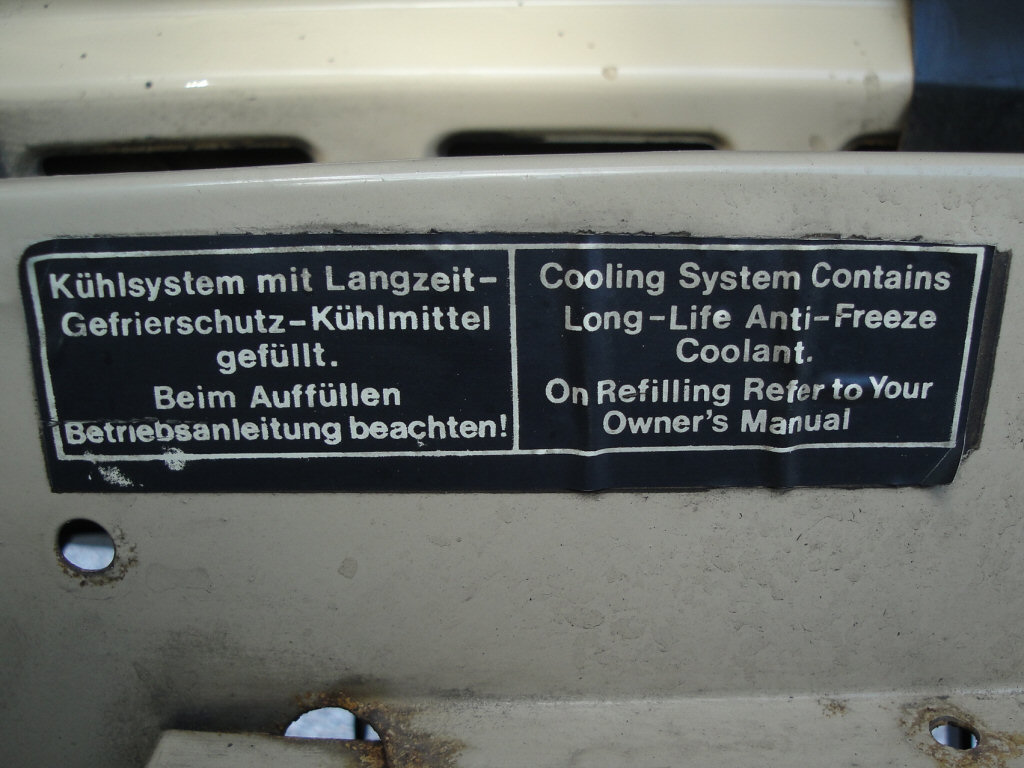 Kühlsystem mit Langzeit-
Gefrierschutz-Kühlmittel
gefüllt.
Beim Auffüllen
Betriebsanleitung beachten!
Cooling System Contains
Long-Life Anti-Freeze
Coolant.
On Refilling Refer to Your
Owner's Manual